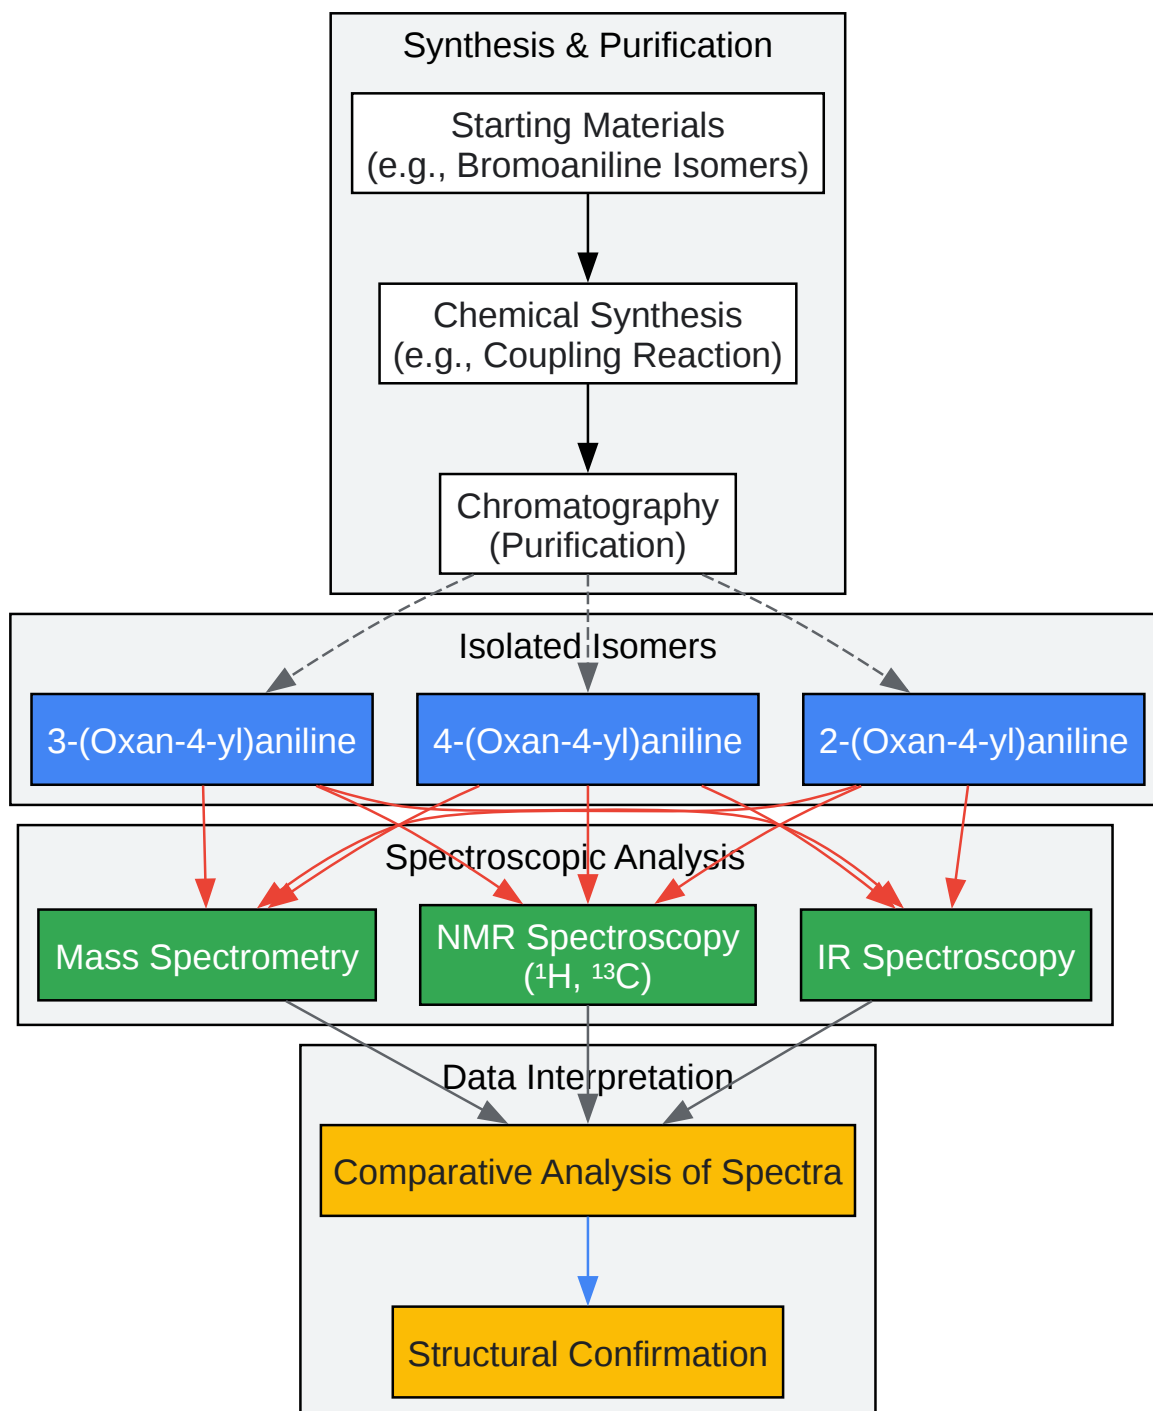 Synthesis & Purification
Starting Materials
(e.g., Bromoaniline Isomers)
Chemical Synthesis
(e.g., Coupling Reaction)
Chromatography
(Purification)
Isolated Isomers
3-(Oxan-4-yl)aniline
4-(Oxan-4-yl)aniline
2-(Oxan-4-yl)aniline
Spectroscopic Analysis
Mass Spectrometry
NMR Spectroscopy
(¹H, ¹³C)
IR Spectroscopy
Data Interpretation
Comparative Analysis of Spectra
Structural Confirmation